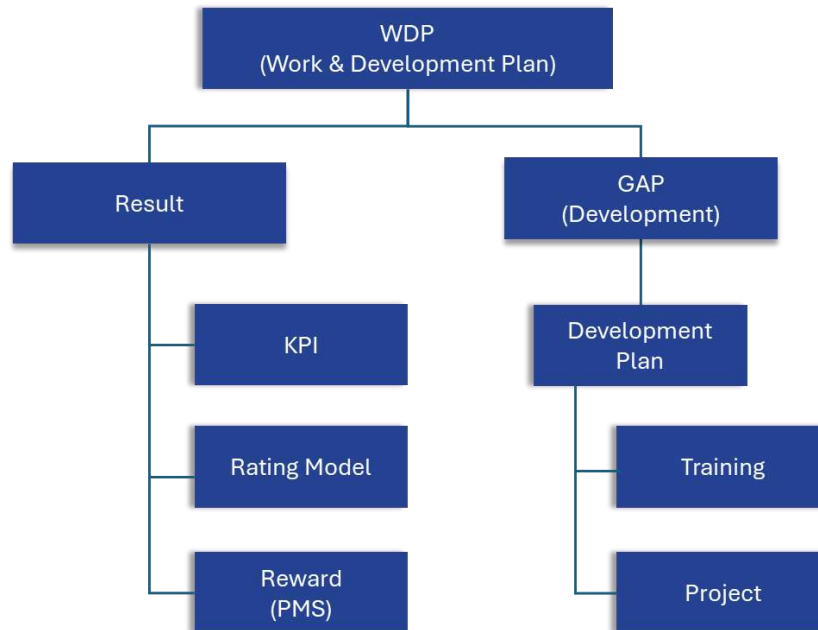 WDP
(Work & Development Plan)
Result
GAP
(Development)
KPI
Development
Plan
Rating Model
Training
Reward
(PMS)
Project